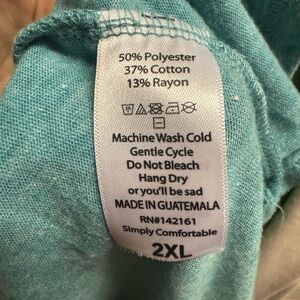 50% Polyester
37% Cotton
13% Rayon
Machine Wash Cold
Gentle Cycle
Do Not Bleach
Hang Dry
or you'll be sad
MADE IN GUATEMALA
RN#142161
Simply Comfortable
2XL